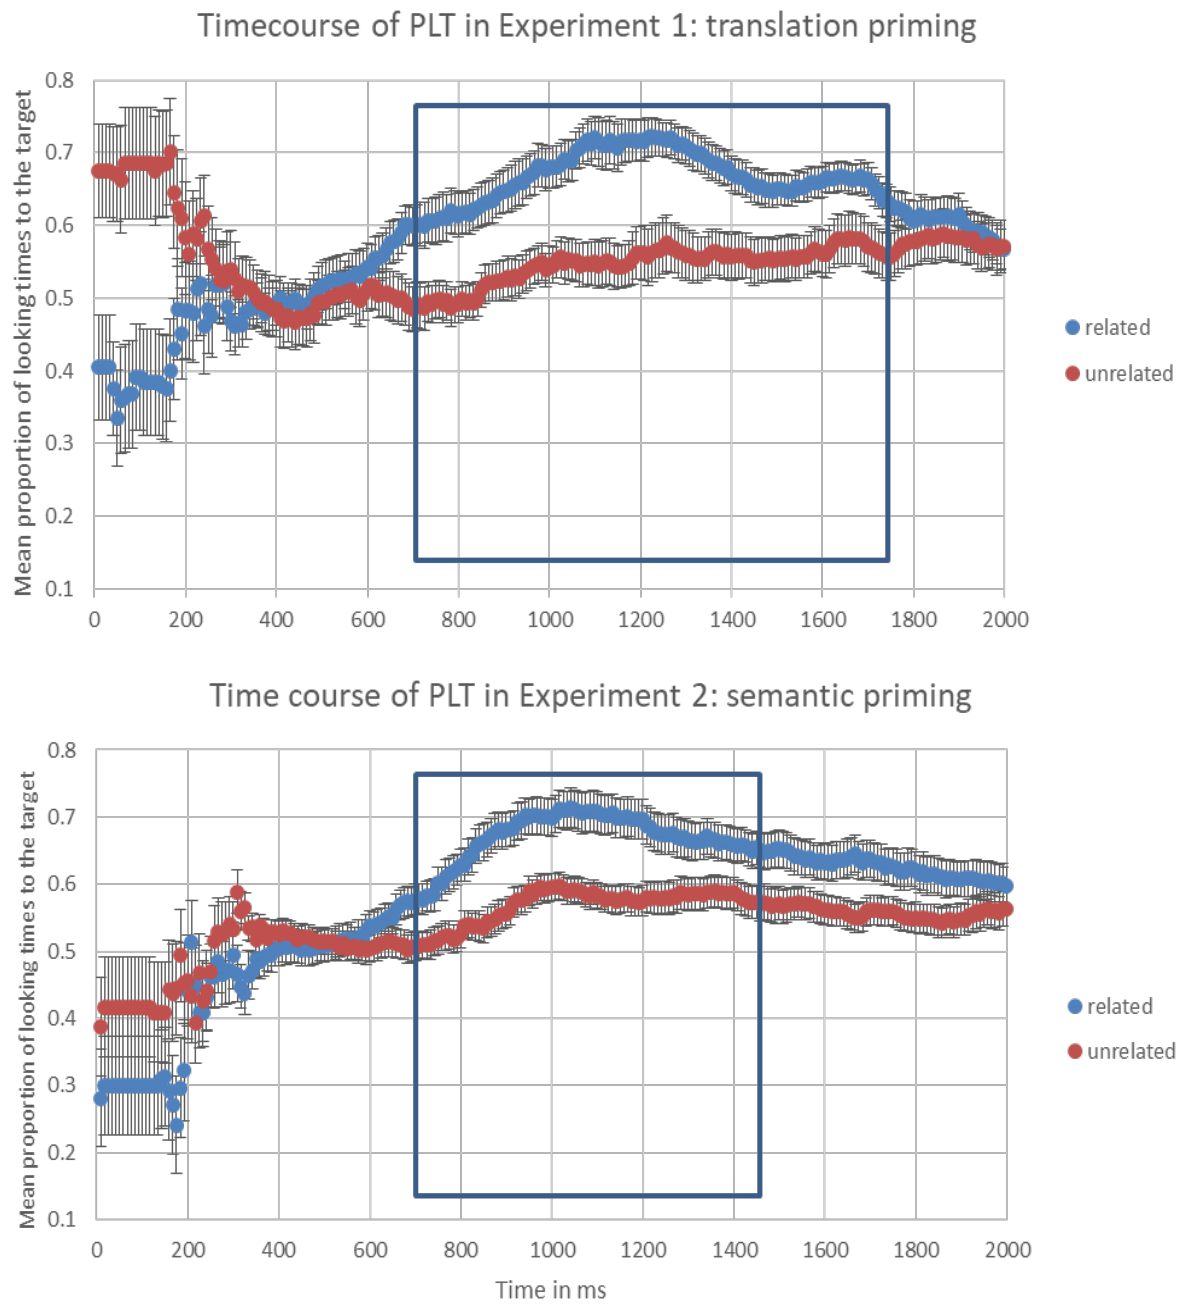 Timecourse of PLT in Experiment 1: translation priming
Mean proportion of looking times to the target
0.8
0.7
0.6
0.5
0.4
0.3
0.2
0.1
0 200 400 600 800 1000 1200 1400 1600 1800 2000
related
unrelated
Time course of PLT in Experiment 2: semantic priming
Mean proportion of looking times to the target
0.8
0.7
0.6
0.5
0.4
0.3
0.2
0.1
0 200 400 600 800 1000 1200 1400 1600 1800 2000
Time in ms
related
unrelated